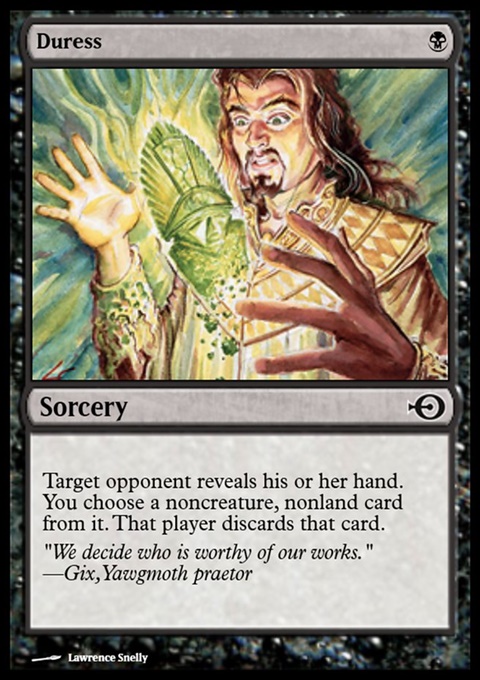 Duress
Sorcery
Target opponent reveals his or her hand.
You choose a noncreature, nonland card
from it. That player discards that card.
"We decide who is worthy of our works."
—Gix, Yawgmoth praetor
Lawrence Snelly